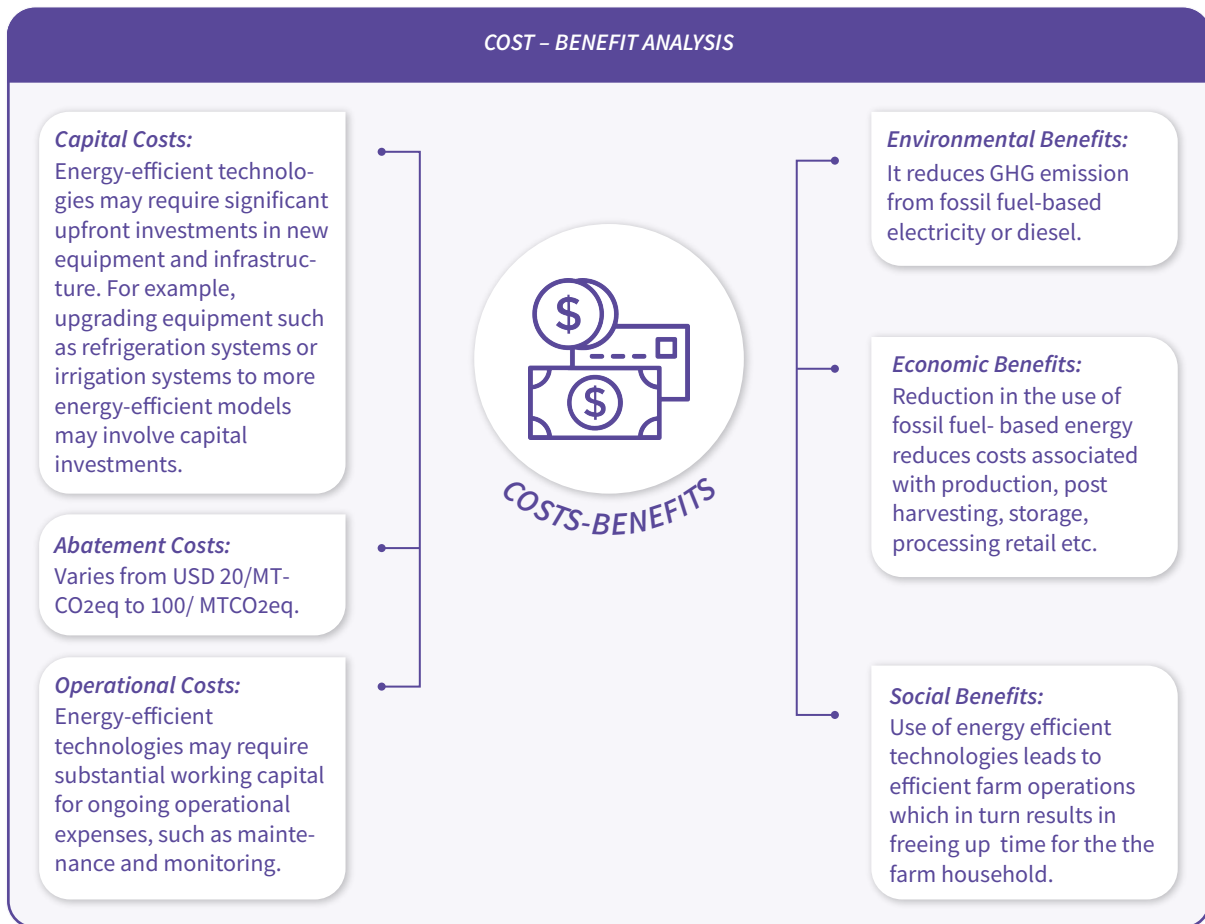 COST – BENEFIT ANALYSIS
Capital Costs:
Energy-efficient technolo-
gies may require significant
upfront investments in new
equipment and infrastruc-
ture. For example,
upgrading equipment such
as refrigeration systems or
irrigation systems to more
energy-efficient models
may involve capital
investments.
Abatement Costs:
Varies from USD 20/MT-
CO2eq to 100/ MTCO2eq.
Operational Costs:
Energy-efficient
technologies may require
substantial working capital
for ongoing operational
expenses, such as mainte-
nance and monitoring.
$
$
COSTS-BENEFITS
Environmental Benefits:
It reduces GHG emission
from fossil fuel-based
electricity or diesel.
Economic Benefits:
Reduction in the use of
fossil fuel- based energy
reduces costs associated
with production, post
harvesting, storage,
processing retail etc.
Social Benefits:
Use of energy efficient
technologies leads to
efficient farm operations
which in turn results in
freeing up  time for the the
farm household.